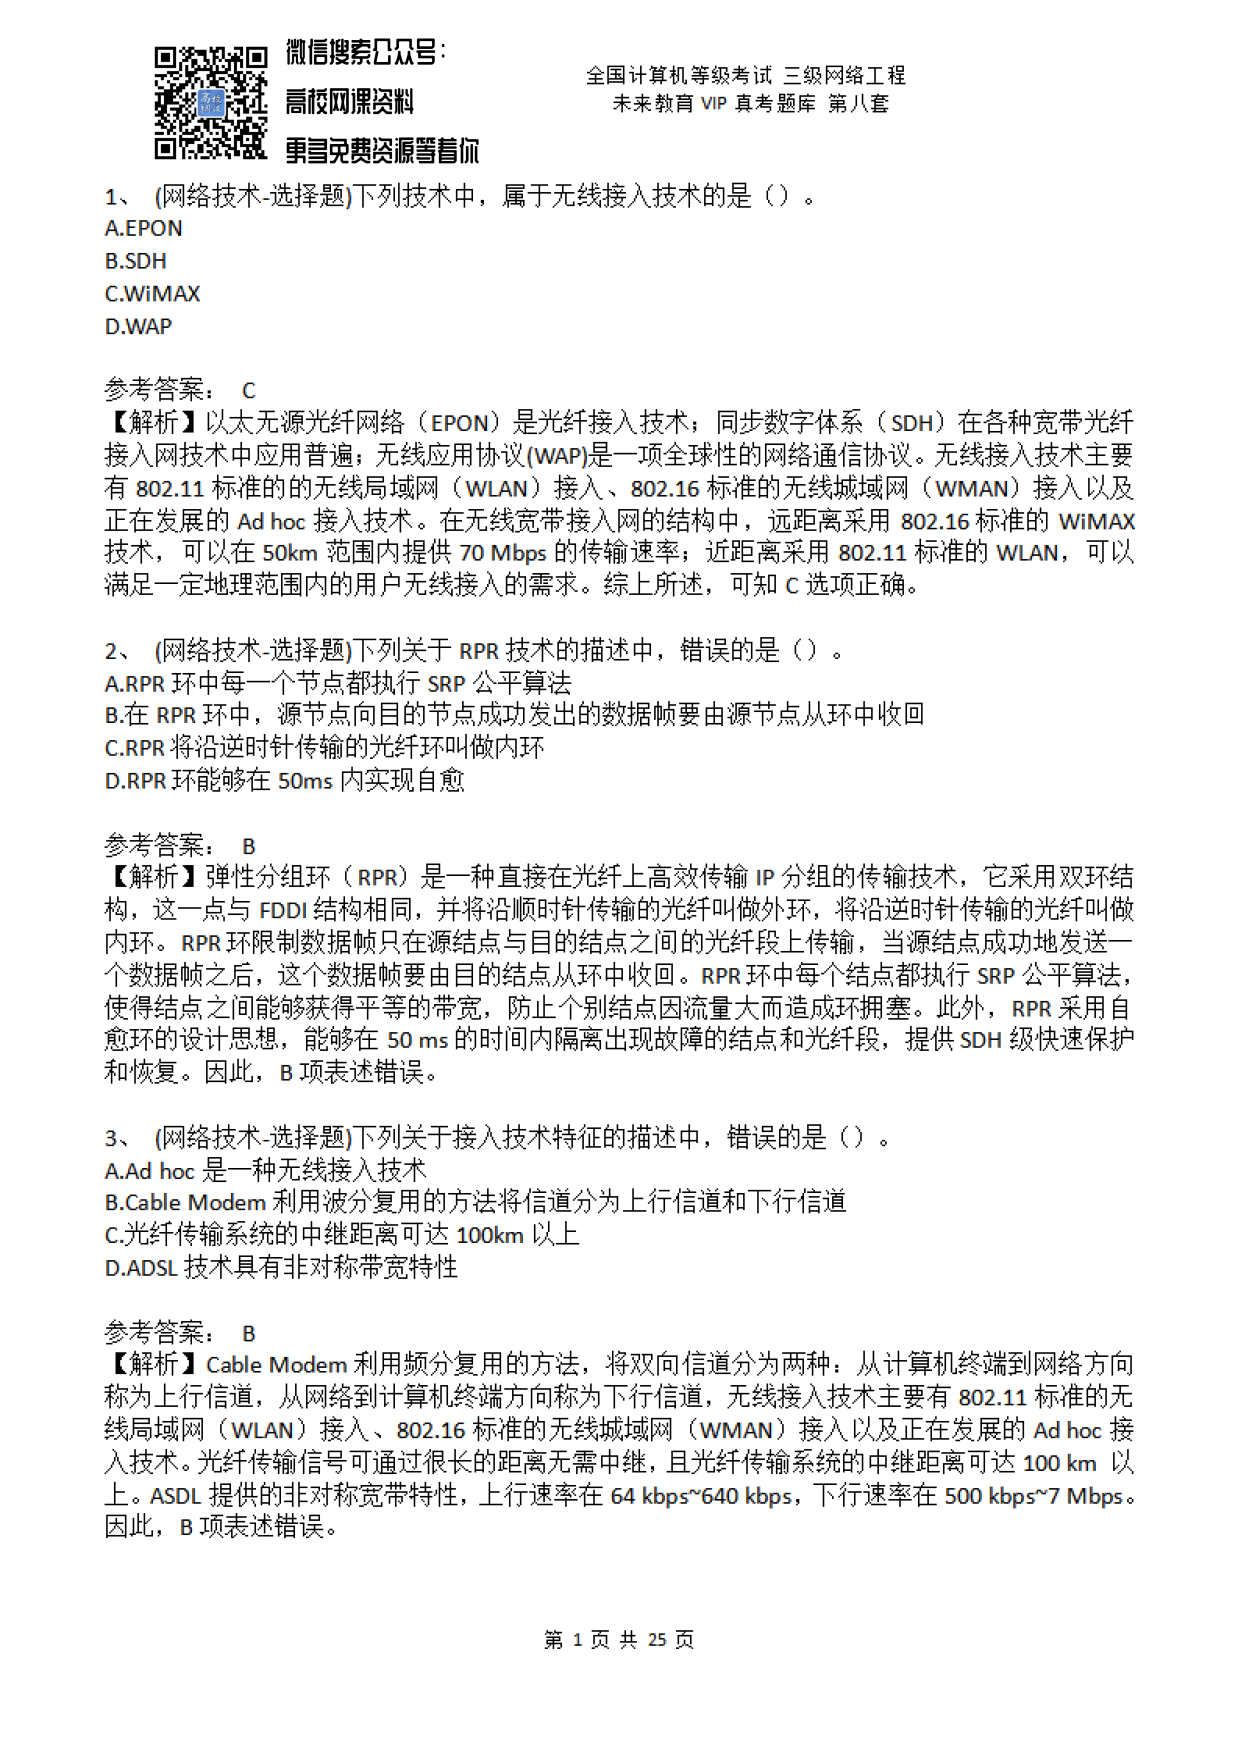 微信搜索公众号：
高校网课资料
更多免费资源等着你
全国计算机等级考试 三级网络工程
未来教育 VIP 真考题库 第八套
1、 (网络技术-选择题)下列技术中，属于无线接入技术的是（）。
A.EPON
B.SDH
C.WiMAX
D.WAP
参考答案： C
【解析】以太无源光纤网络（EPON）是光纤接入技术；同步数字体系（SDH）在各种宽带光纤
接入网技术中应用普遍；无线应用协议(WAP)是一项全球性的网络通信协议。无线接入技术主要
有 802.11 标准的的无线局域网（WLAN）接入、802.16 标准的无线城域网（WMAN）接入以及
正在发展的 Ad hoc 接入技术。在无线宽带接入网的结构中，远距离采用 802.16 标准的 WiMAX
技术，可以在 50km 范围内提供 70 Mbps 的传输速率；近距离采用 802.11 标准的 WLAN，可以
满足一定地理范围内的用户无线接入的需求。综上所述，可知 C 选项正确。
2、 (网络技术-选择题)下列关于 RPR 技术的描述中，错误的是（）。
A.RPR 环中每一个节点都执行 SRP 公平算法
B.在 RPR 环中，源节点向目的节点成功发出的数据帧要由源节点从环中收回
C.RPR 将沿逆时针传输的光纤环叫做内环
D.RPR 环能够在 50ms 内实现自愈
参考答案： B
【解析】弹性分组环（RPR）是一种直接在光纤上高效传输 IP 分组的传输技术，它采用双环结
构，这一点与 FDDI 结构相同，并将沿顺时针传输的光纤叫做外环，将沿逆时针传输的光纤叫做
内环。RPR 环限制数据帧只在源结点与目的结点之间的光纤段上传输，当源结点成功地发送一
个数据帧之后，这个数据帧要由目的结点从环中收回。RPR 环中每个结点都执行 SRP 公平算法，
使得结点之间能够获得平等的带宽，防止个别结点因流量大而造成环拥塞。此外，RPR 采用自
愈环的设计思想，能够在 50 ms 的时间内隔离出现故障的结点和光纤段，提供 SDH 级快速保护
和恢复。因此，B 项表述错误。
3、 (网络技术-选择题)下列关于接入技术特征的描述中，错误的是（）。
A.Ad hoc 是一种无线接入技术
B.Cable Modem 利用波分复用的方法将信道分为上行信道和下行信道
C.光纤传输系统的中继距离可达 100km 以上
D.ADSL 技术具有非对称带宽特性
参考答案： B
【解析】Cable Modem 利用频分复用的方法，将双向信道分为两种：从计算机终端到网络方向
称为上行信道，从网络到计算机终端方向称为下行信道，无线接入技术主要有 802.11 标准的无
线局域网（WLAN）接入、802.16 标准的无线城域网（WMAN）接入以及正在发展的 Ad hoc 接
入技术。光纤传输信号可通过很长的距离无需中继，且光纤传输系统的中继距离可达 100 km 以
上。ASDL 提供的非对称宽带特性，上行速率在 64 kbps~640 kbps，下行速率在 500 kbps~7 Mbps。
因此，B 项表述错误。
第 1 页 共 25 页